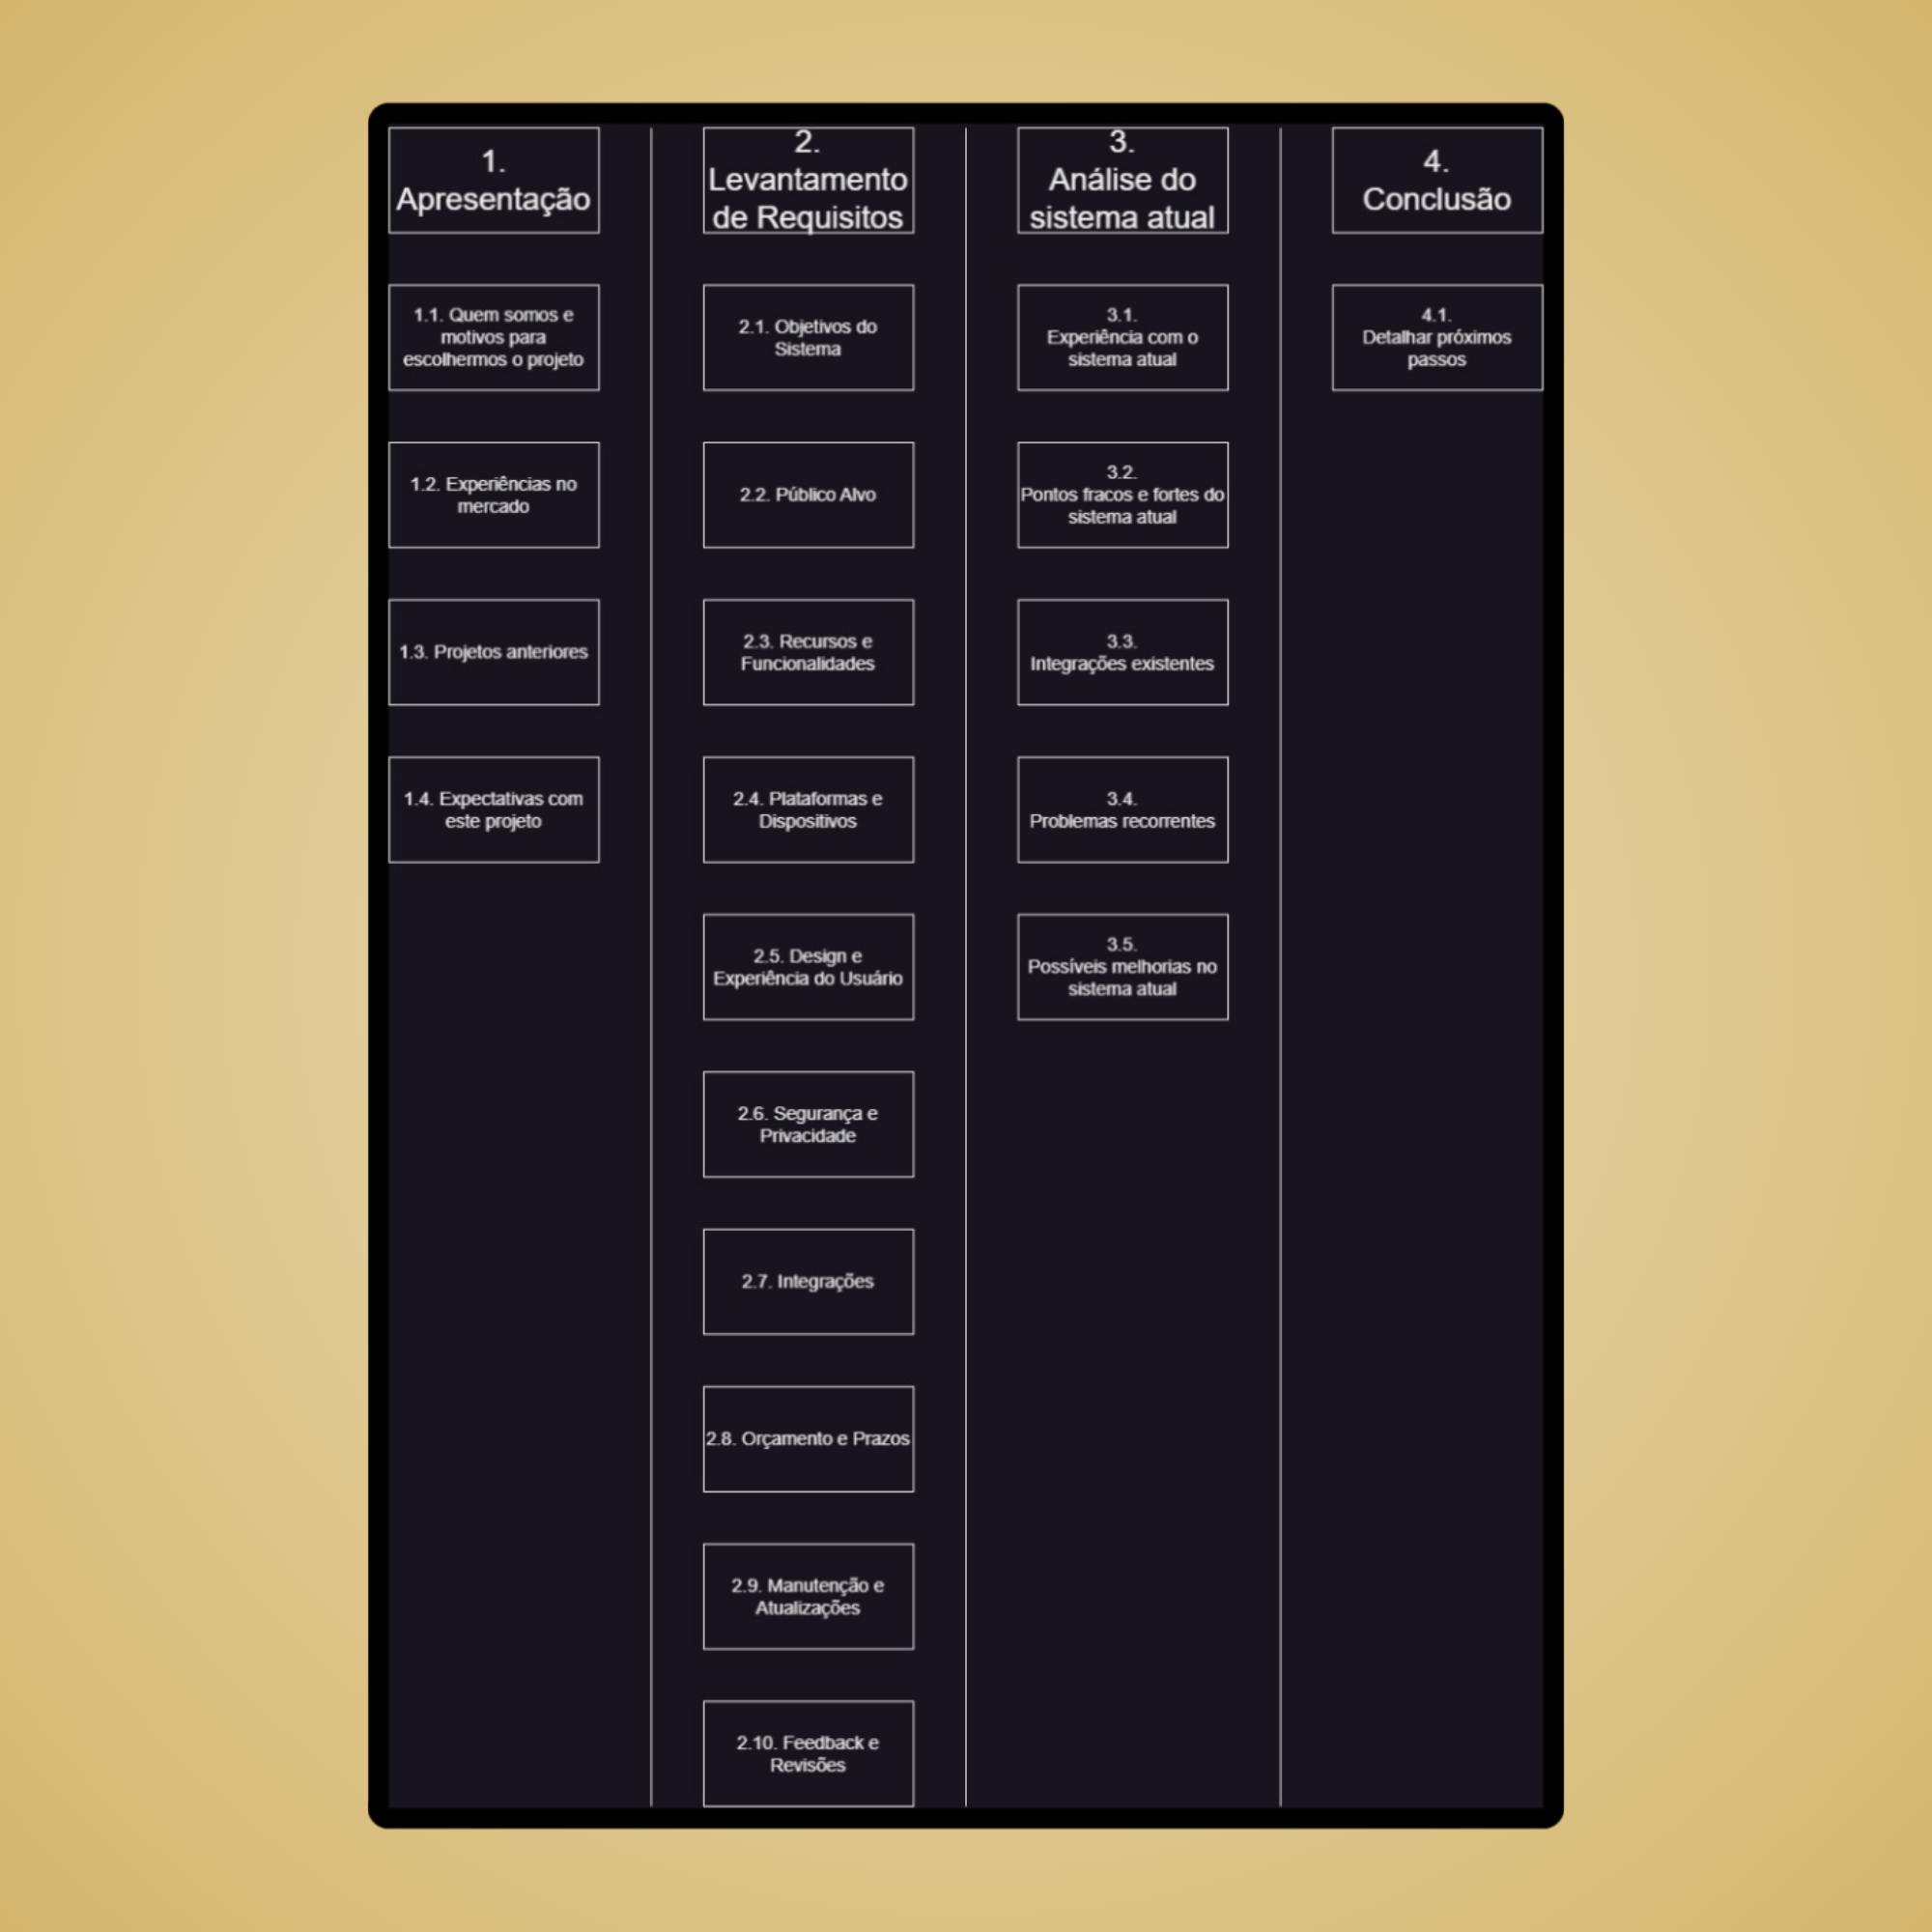 1.
Apresentação
1.1. Quem somos e
motivos para
escolhermos o projeto
1.2. Experiências no
mercado
1.3. Projetos anteriores
1.4. Expectativas com
este projeto
2.
Levantamento
de Requisitos
2.1. Objetivos do
Sistema
2.2. Público Alvo
2.3. Recursos e
Funcionalidades
2.4. Plataformas e
Dispositivos
2.5. Design e
Experiência do Usuário
2.6. Segurança e
Privacidade
2.7. Integrações
2.8. Orçamento e Prazos
2.9. Manutenção e
Atualizações
2.10. Feedback e
Revisões
3.
Análise do
sistema atual
3.1.
Experiência com o
sistema atual
3.2.
Pontos fracos e fortes do
sistema atual
3.3.
Integrações existentes
3.4.
Problemas recorrentes
3.5.
Possíveis melhorias no
sistema atual
4.
Conclusão
4.1.
Detalhar próximos
passos